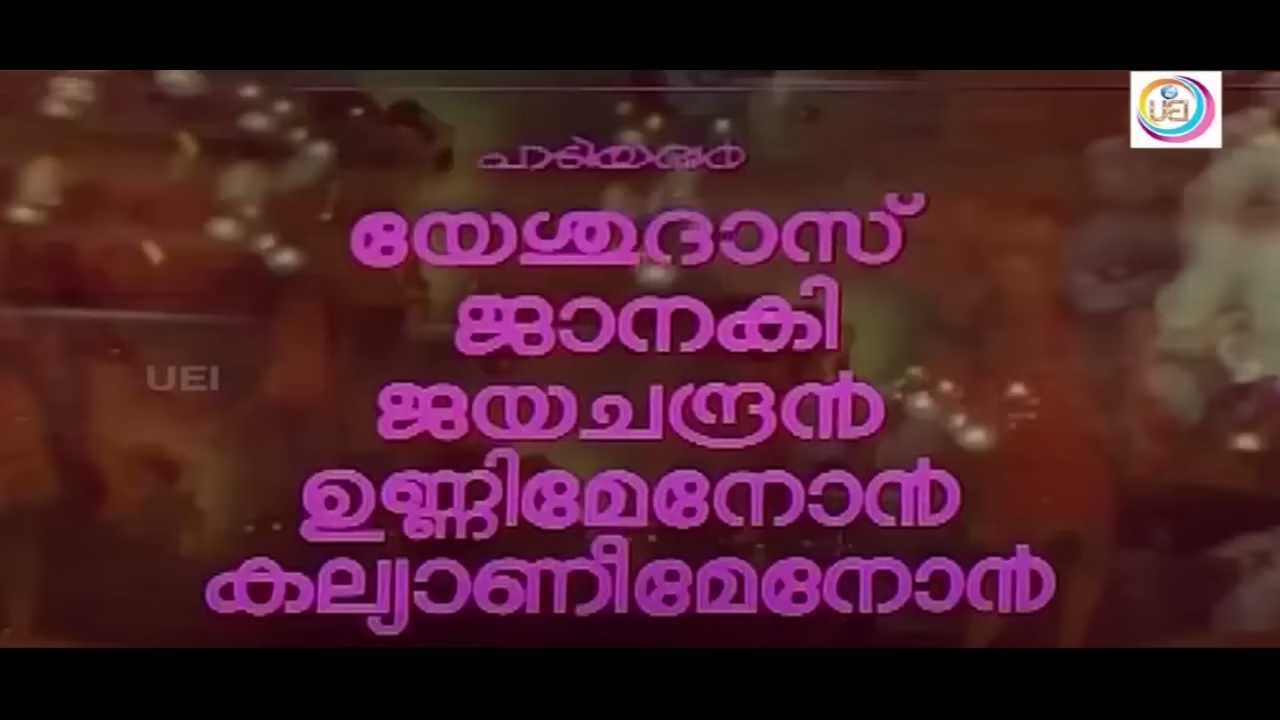 പാടിയവർ
UEI
യേശുദാസ്
ജാനകി
ജയചന്ദ്രൻ
UEI
ഉണ്ണിമേനോൻ
കല്യാണീമേനോൻ